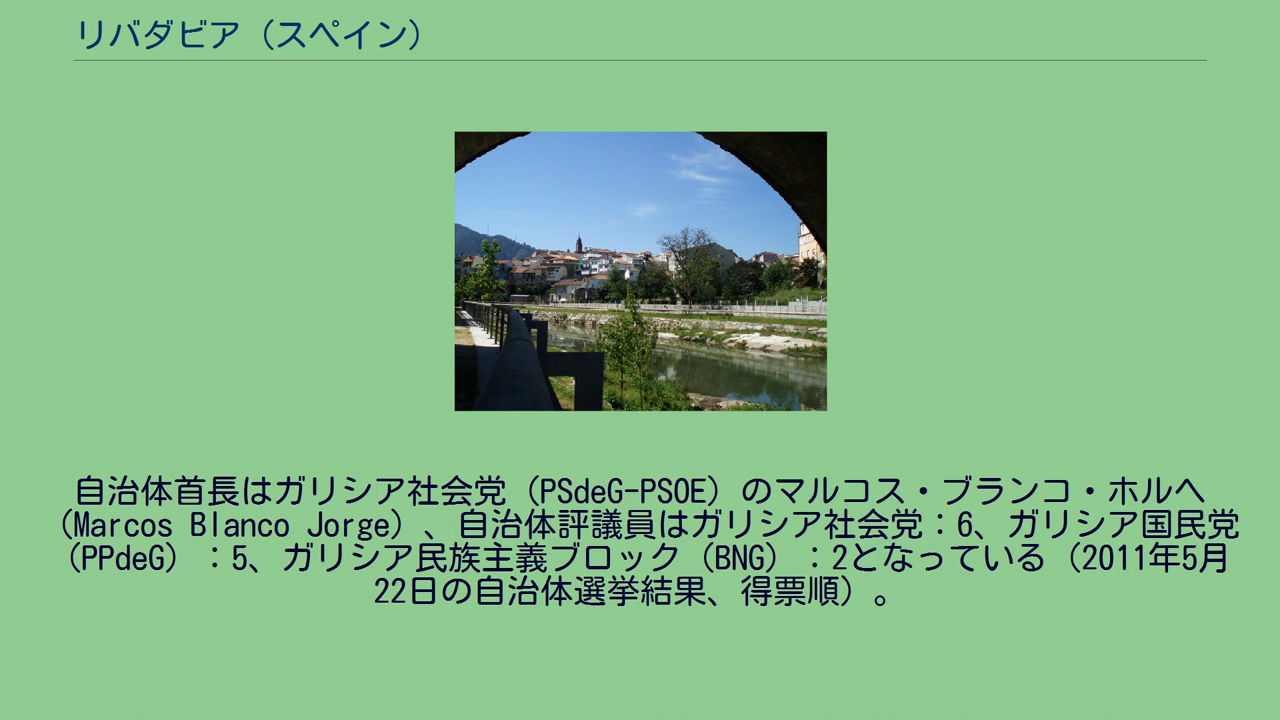 リバダビア（スペイン）
自治体首長はガリシア社会党（PSdeG-PSOE）のマルコス・ブランコ・ホルヘ
（Marcos Blanco Jorge）、自治体評議員はガリシア社会党：6、ガリシア国民党
（PPdeG）：5、ガリシア民族主義ブロック（BNG）：2となっている（2011年5月
22日の自治体選挙結果、得票順）。